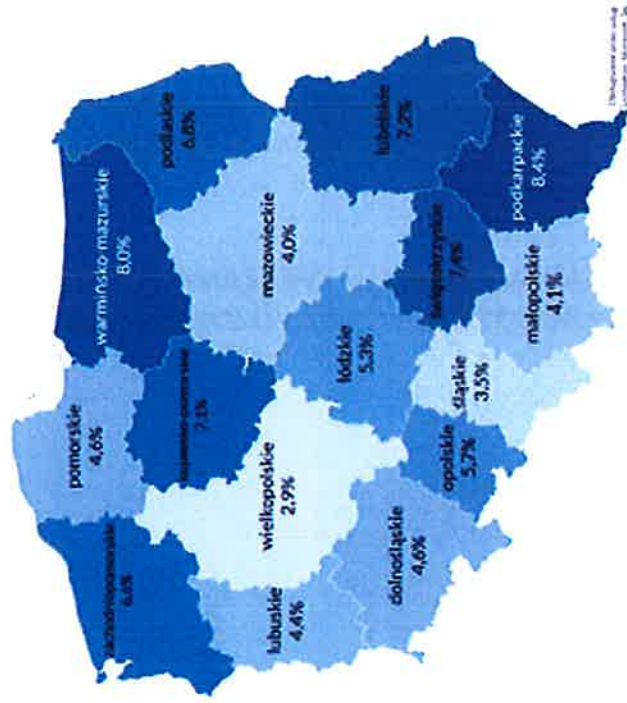 pomorskie
4,6%
warmińsko-mazurskie
8,0%
podlaskie
6,8%
zachodniopomorskie
6,6%
kujawsko-pomorskie
7,1%
mazowieckie
4,0%
wielkopolskie
2,9%
lubuskie
4,4%
łódzkie
5,3%
lubelskie
7,2%
dolnośląskie
4,6%
opolskie
5,7%
śląskie
3,5%
świętokrzyskie
7,4%
małopolskie
4,1%
podkarpackie
8,4%